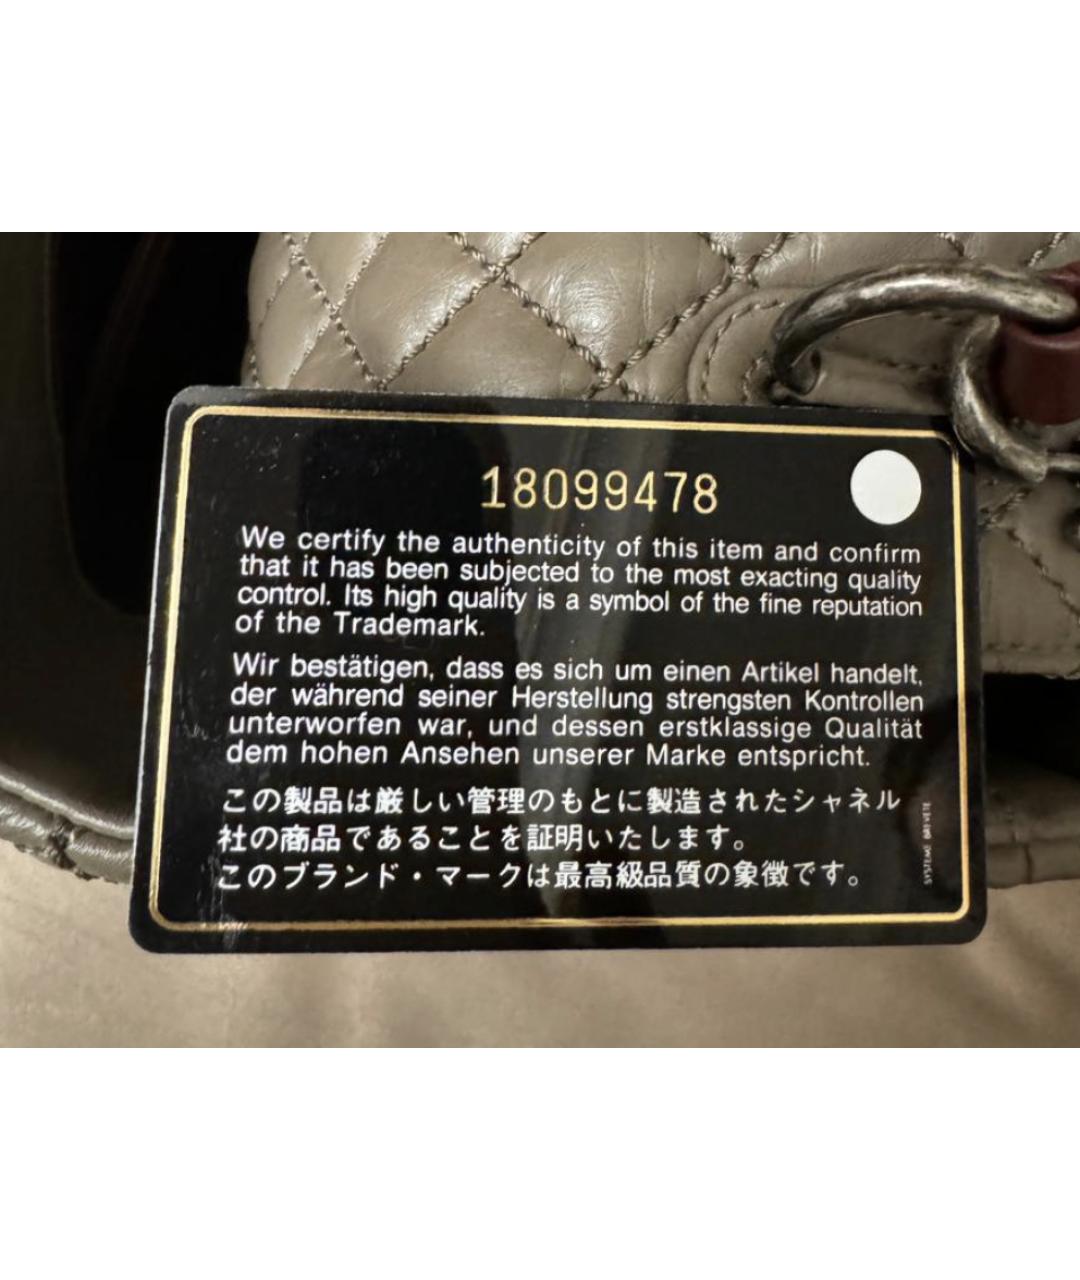 18099478
We certify the authenticity of this item and confirm
that it has been subjected to the most exacting quality
control. Its high quality is a symbol of the fine reputation
of the Trademark.
Wir bestätigen, dass es sich um einen Artikel handelt,
der während seiner Herstellung strengsten Kontrollen
unterworfen war, und dessen erstklassige Qualität
dem hohen Ansehen unserer Marke entspricht.
この製品は厳しい管理のもとに製造されたシャネル
社の商品であることを証明いたします。
このブランド・マークは最高級品質の象徴です。
SYSTEME BREVETE